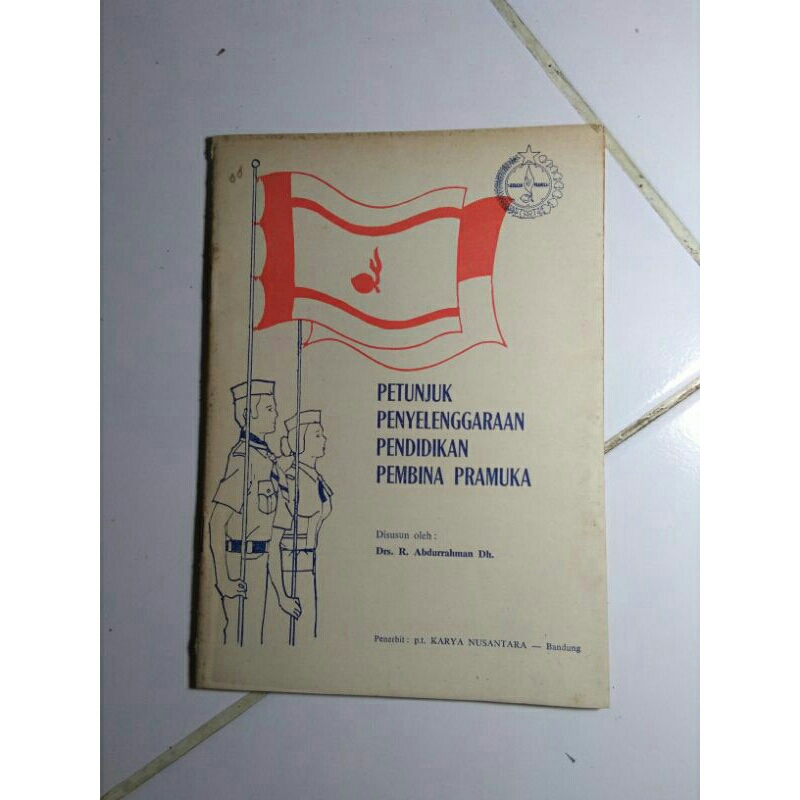 PETUNJUK
PENYELENGGARAAN
PENDIDIKAN
PEMBINA PRAMUKA
Disusun oleh :
Drs. R. Abdurrahman Dh.
Penerbit : p.t. KARYA NUSANTARA — Bandung